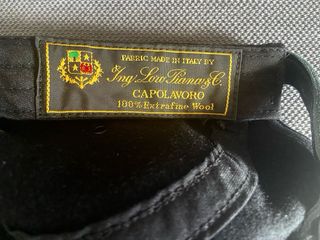 FABRIC MADE IN ITALY BY
Ing. Loro Piana & C.
CAPOLAVORO
100% Extrafine Wool